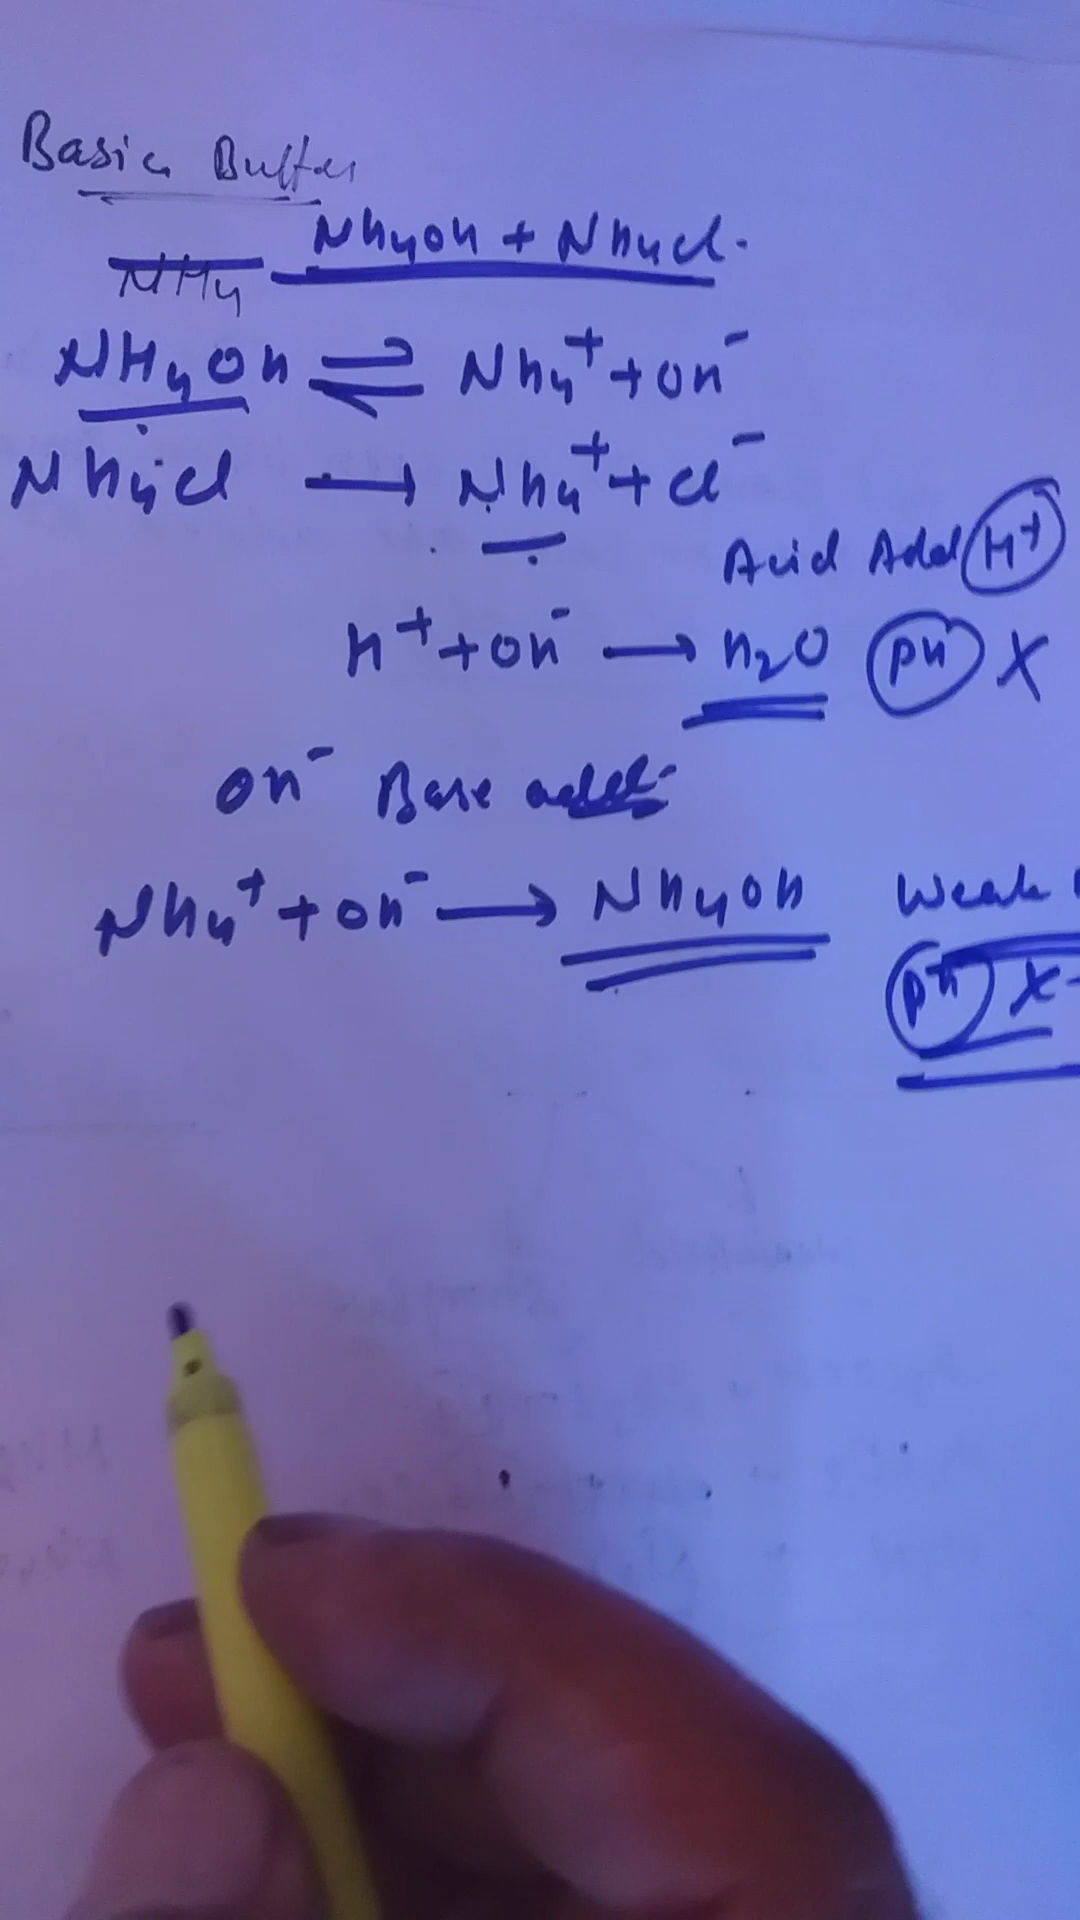 Basic Buffer
NH4OH + NH4Cl.
NH4
NH4OH ⇌ NH4+ + OH-
NH4Cl → NH4+ + Cl-
Acid Add H+
H+ + OH- → H2O pH X
OH- Base add
NH4+ + OH- → NH4OH Weak
pH X